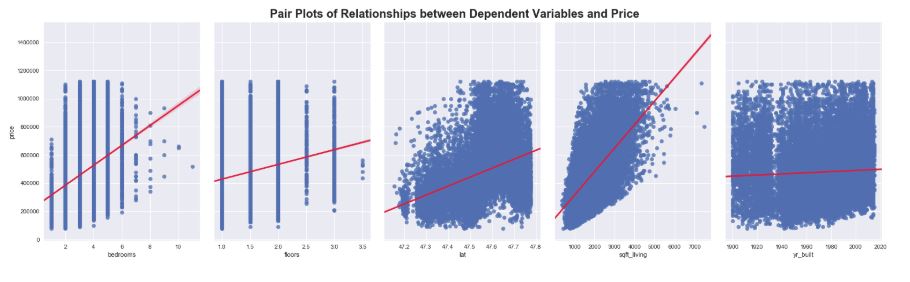 Pair Plots of Relationships between Dependent Variables and Price
price
1400000
1200000
1000000
800000
600000
400000
200000
0
2 4 6 8 10
bedrooms
1.0 1.5 2.0 2.5 3.0 3.5
floors
47.2 47.3 47.4 47.5 47.6 47.7 47.8
lat
1000 2000 3000 4000 5000 6000 7000
sqft_living
1900 1920 1940 1960 1980 2000 2020
yr_built